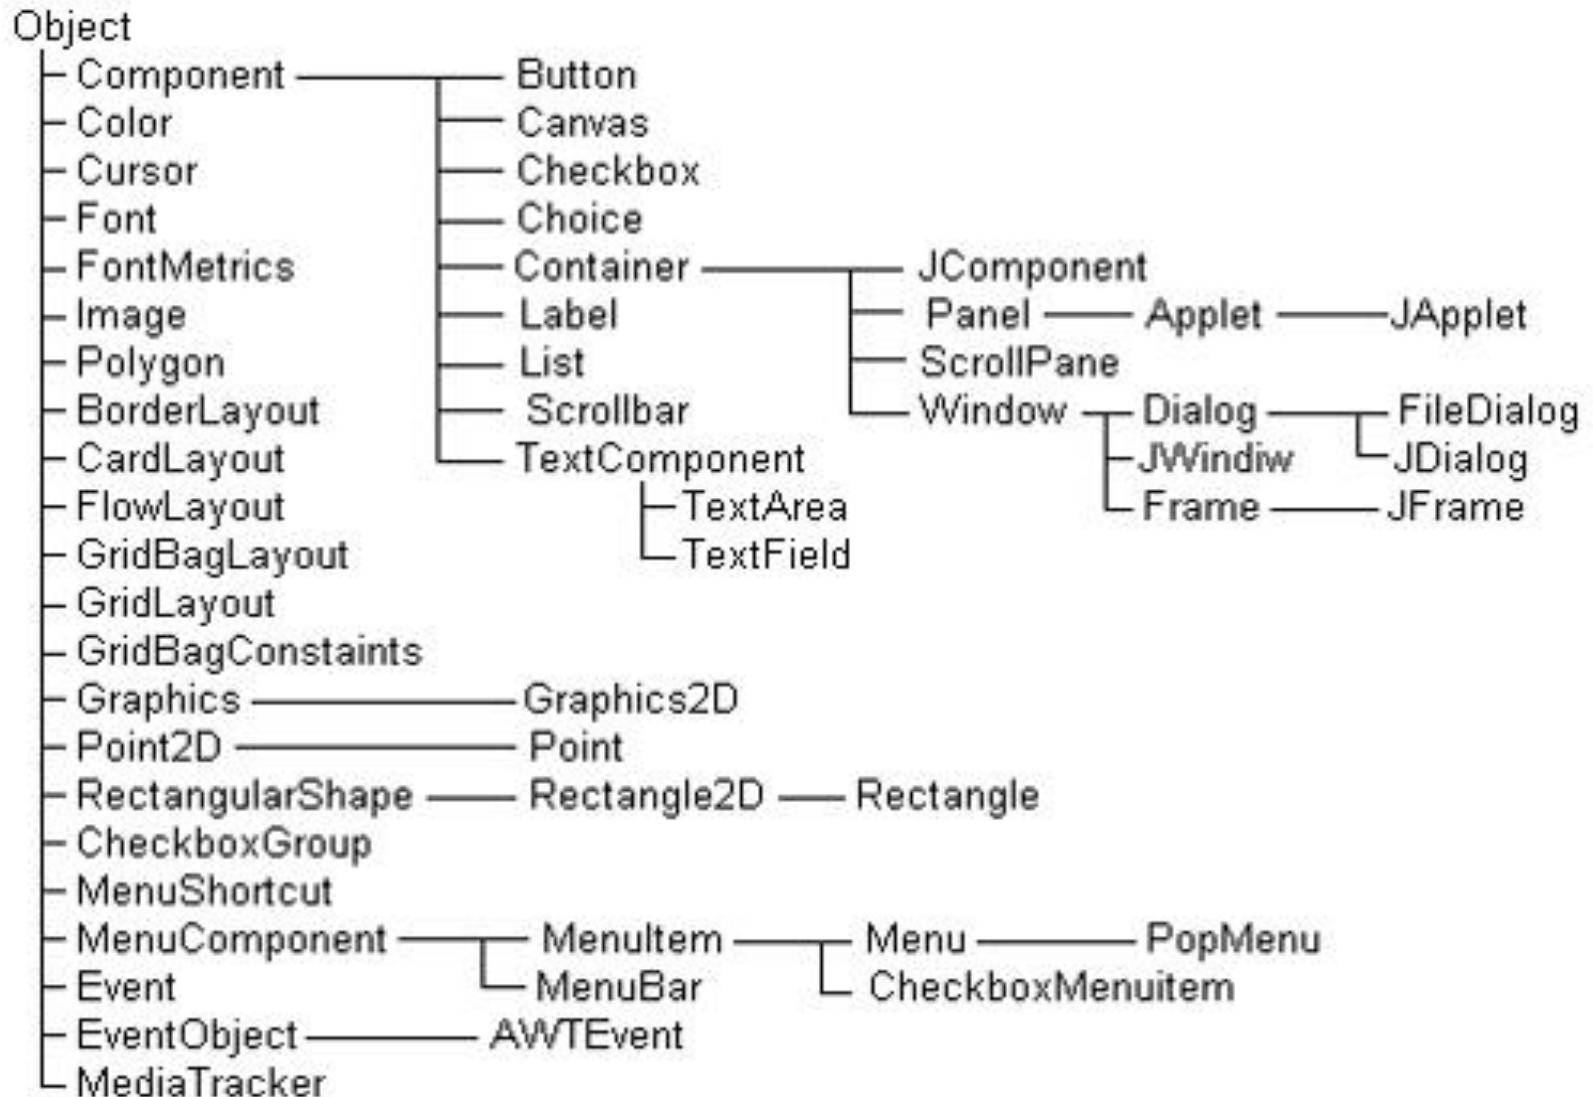 Object
Component Button
Color Canvas
Cursor Checkbox
Font Choice
FontMetrics Container JComponent
Image Label Panel Applet JApplet
Polygon List ScrollPane
BorderLayout Scrollbar Window Dialog FileDialog
CardLayout TextComponent JWindiw JDialog
FlowLayout TextArea Frame JFrame
GridBagLayout TextField
GridLayout
GridBagConstaints
Graphics Graphics2D
Point2D Point
RectangularShape Rectangle2D Rectangle
CheckboxGroup
MenuShortcut
MenuComponent MenuItem Menu PopMenu
Event MenuBar CheckboxMenuitem
EventObject AWTEvent
MediaTracker